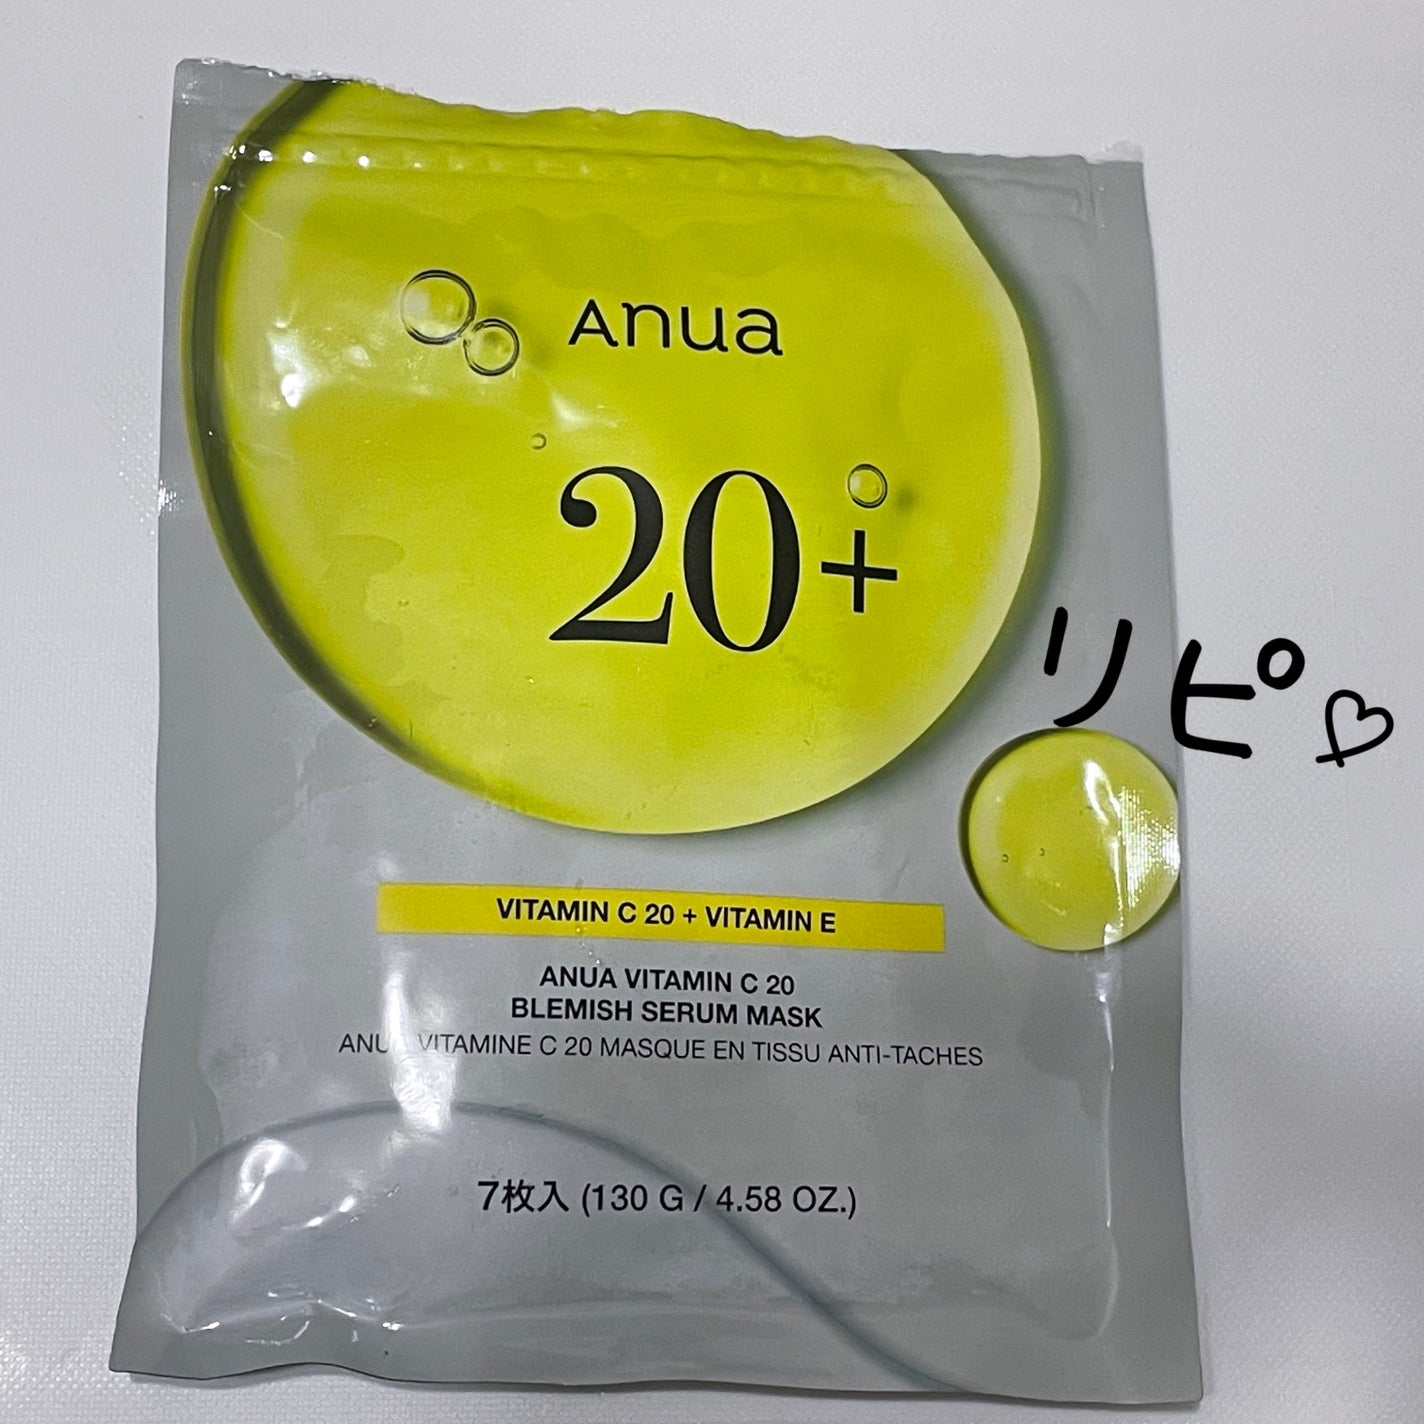 Anua
20+
リピ♡
VITAMIN C 20 + VITAMIN E
ANUA VITAMIN C 20
BLEMISH SERUM MASK
VITAMINE C 20 MASQUE EN TISSU ANTI-TACHES
7枚入 (130 G / 4.58 OZ.)